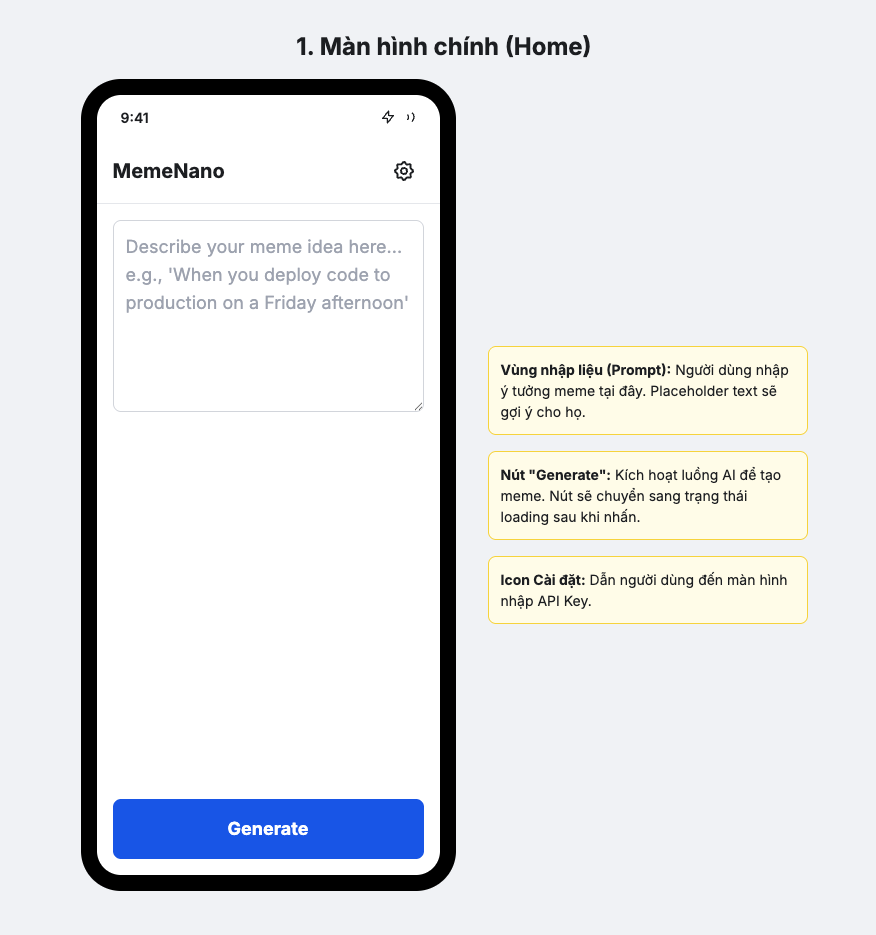 1. Màn hình chính (Home)
9:41
MemeNano
Describe your meme idea here...
e.g., 'When you deploy code to
production on a Friday afternoon'
Generate
Vùng nhập liệu (Prompt): Người dùng nhập
ý tưởng meme tại đây. Placeholder text sẽ
gợi ý cho họ.
Nút "Generate": Kích hoạt luồng AI để tạo
meme. Nút sẽ chuyển sang trạng thái
loading sau khi nhấn.
Icon Cài đặt: Dẫn người dùng đến màn hình
nhập API Key.